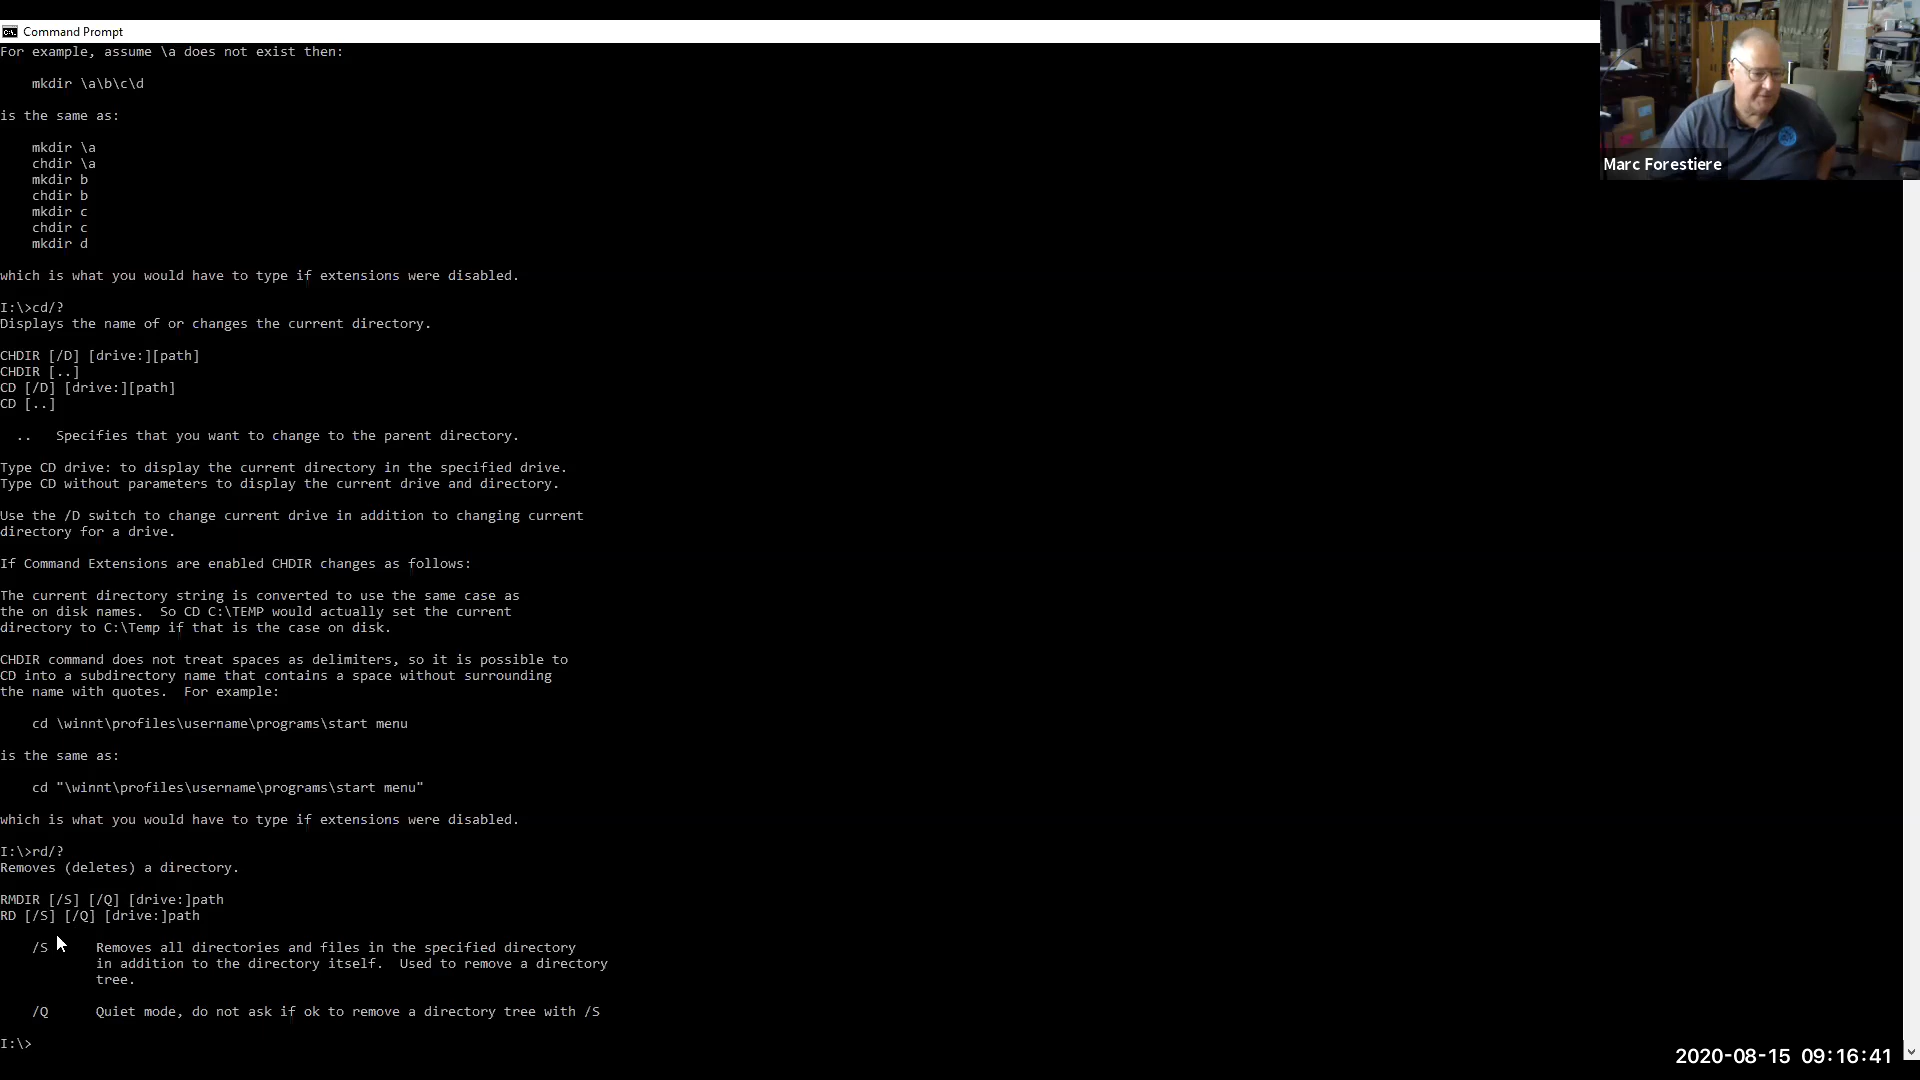 Command Prompt
For example, assume \a does not exist then:
mkdir \a\b\c\d
is the same as:
mkdir \a
chdir \a
mkdir b
chdir b
mkdir c
chdir c
mkdir d
which is what you would have to type if extensions were disabled.
I:\>cd/?
Displays the name of or changes the current directory.
CHDIR [/D] [drive:][path]
CHDIR [..]
CD [/D] [drive:][path]
CD [..]
..   Specifies that you want to change to the parent directory.
Type CD drive: to display the current directory in the specified drive.
Type CD without parameters to display the current drive and directory.
Use the /D switch to change current drive in addition to changing current
directory for a drive.
If Command Extensions are enabled CHDIR changes as follows:
The current directory string is converted to use the same case as
the on disk names.  So CD C:\TEMP would actually set the current
directory to C:\Temp if that is the case on disk.
CHDIR command does not treat spaces as delimiters, so it is possible to
CD into a subdirectory name that contains a space without surrounding
the name with quotes.  For example:
cd \winnt\profiles\username\programs\start menu
is the same as:
cd "\winnt\profiles\username\programs\start menu"
which is what you would have to type if extensions were disabled.
I:\>rd/?
Removes (deletes) a directory.
RMDIR [/S] [/Q] [drive:]path
RD [/S] [/Q] [drive:]path
/S      Removes all directories and files in the specified directory
in addition to the directory itself.  Used to remove a directory
tree.
/Q      Quiet mode, do not ask if ok to remove a directory tree with /S
I:\>
Marc Forestiere
2020-08-15 09:16:41